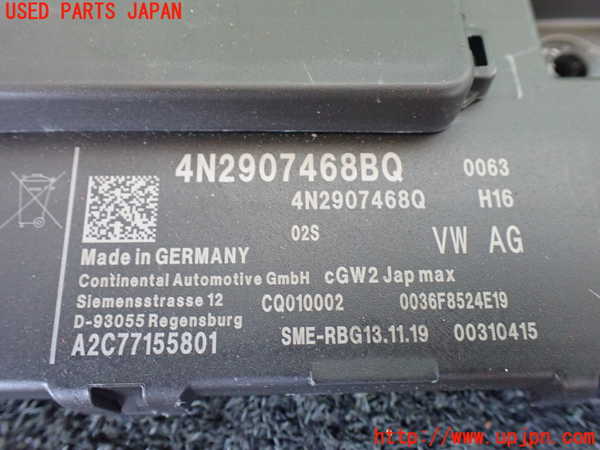 USED PARTS JAPAN
4N2907468BQ 0063
4N2907468Q H16
02S VW AG
Made in GERMANY
Continental Automotive GmbH cGW2 Jap max
Siemensstrasse 12 CQ010002 0036F8524E19
D-93055 Regensburg
A2C77155801 SME-RBG13.11.19 00310415
http://www.upjpn.com/